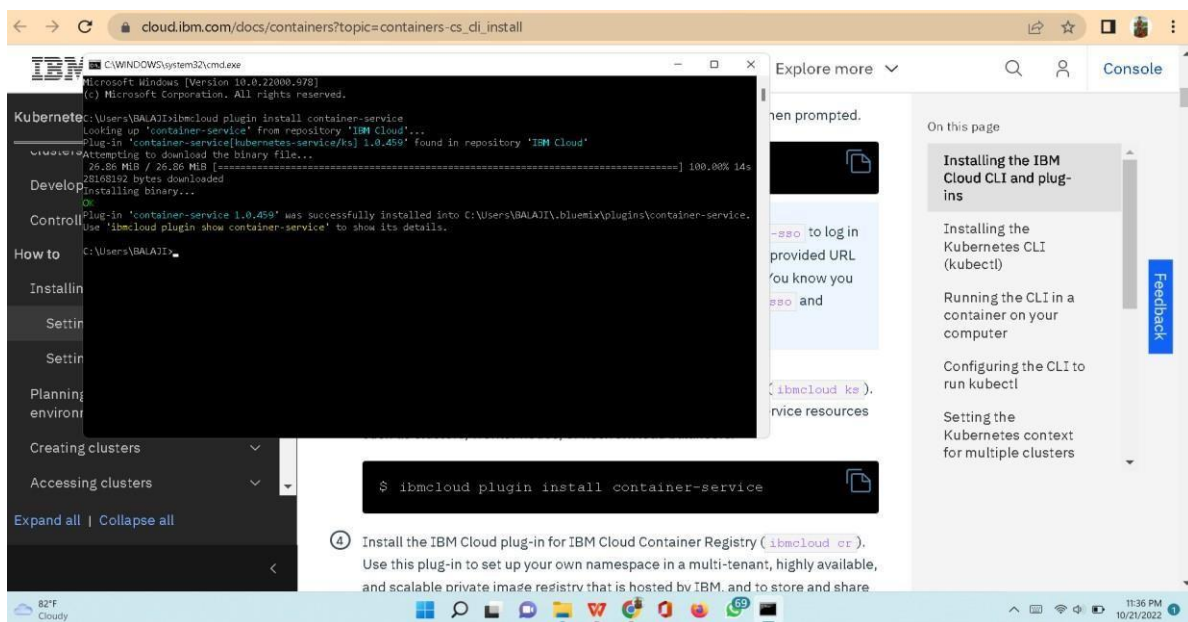 cloud.ibm.com/docs/containers?topic=containers-cs_cli_install
IBM
Explore more
Console
C:\WINDOWS\system32\cmd.exe
Microsoft Windows [Version 10.0.22000.978]
(c) Microsoft Corporation. All rights reserved.
C:\Users\BALAJI>ibmcloud plugin install container-service
Looking up 'container-service' from repository 'IBM Cloud'...
Plug-in 'container-service[kubernetes-service/ks] 1.0.459' found in repository 'IBM Cloud'
Attempting to download the binary file...
26.86 MiB / 26.86 MiB [=====================================================] 100.00% 14s
28168192 bytes downloaded
Installing binary...
OK
Plug-in 'container-service 1.0.459' was successfully installed into C:\Users\BALAJI\.bluemix\plugins\container-service.
Use 'ibmcloud plugin show container-service' to show its details.
C:\Users\BALAJI>
Kubernete
Clusters
Develop
Controll
How to
Installin
Settin
Settin
Planning
environ
Creating clusters
Accessing clusters
Expand all | Collapse all
hen prompted.
-sso to log in
provided URL
You know you
sso and
(ibmcloud ks).
rvice resources
$ ibmcloud plugin install container-service
4 Install the IBM Cloud plug-in for IBM Cloud Container Registry (ibmcloud cr).
Use this plug-in to set up your own namespace in a multi-tenant, highly available,
and scalable private image registry that is hosted by IBM, and to store and share
On this page
Installing the IBM
Cloud CLI and plug-
ins
Installing the
Kubernetes CLI
(kubectl)
Running the CLI in a
container on your
computer
Configuring the CLI to
run kubectl
Setting the
Kubernetes context
for multiple clusters
Feedback
82°F
Cloudy
69
11:36 PM
10/21/2022
1